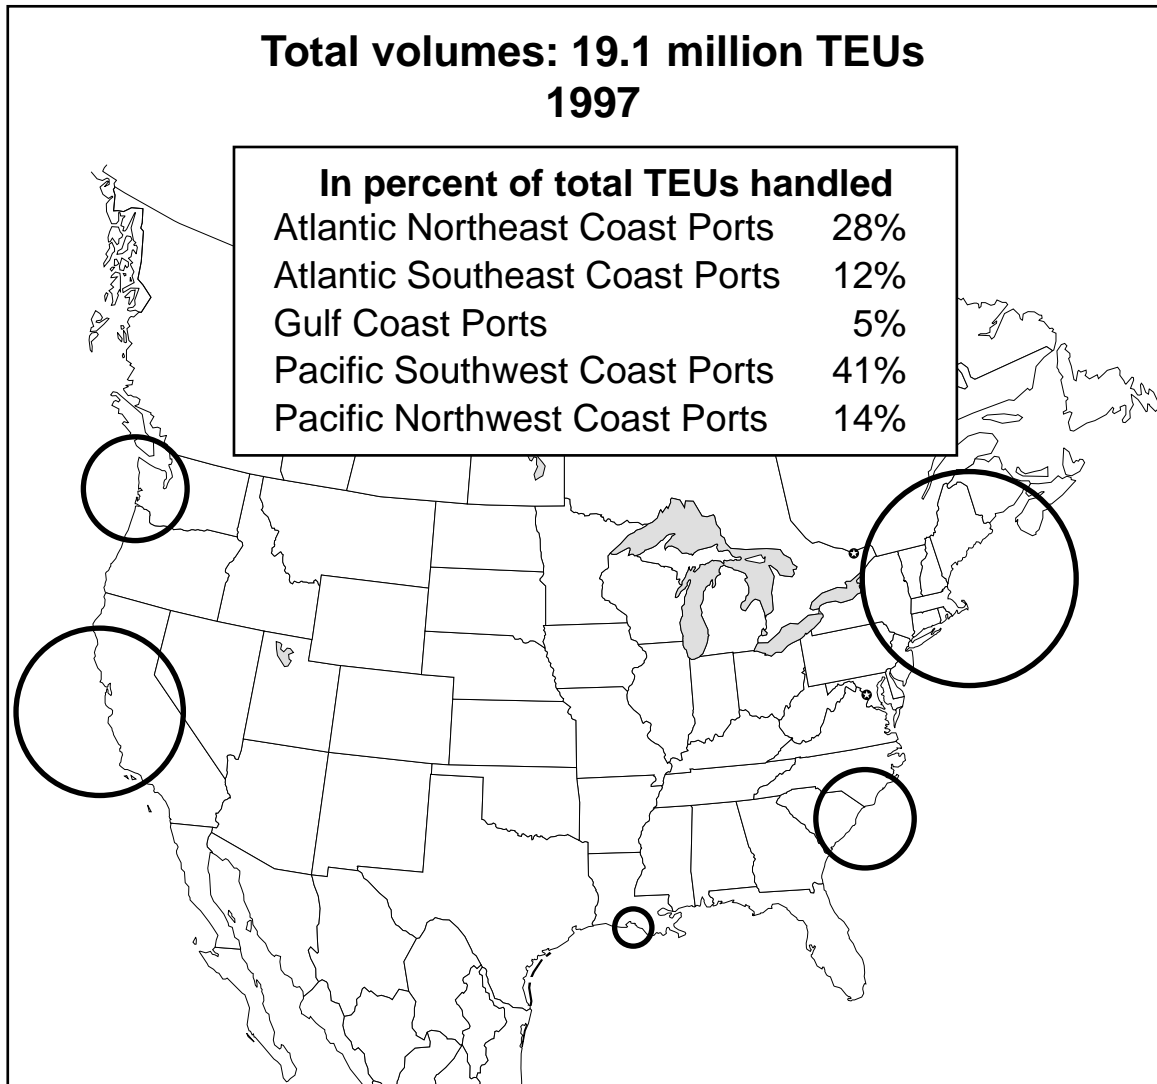 Total volumes: 19.1 million TEUs
1997
In percent of total TEUs handled
Atlantic Northeast Coast Ports 28%
Atlantic Southeast Coast Ports 12%
Gulf Coast Ports 5%
Pacific Southwest Coast Ports 41%
Pacific Northwest Coast Ports 14%